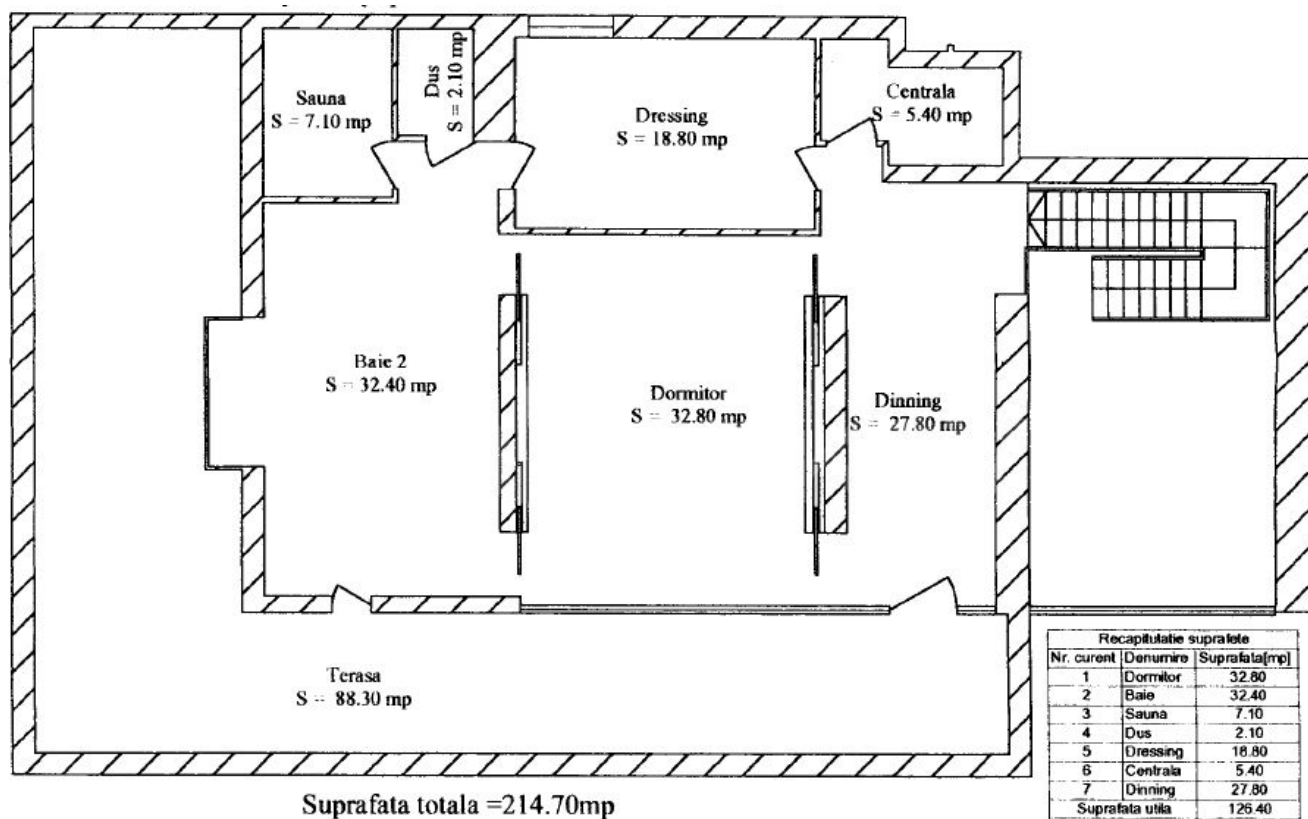 Sauna
S = 7.10 mp
Dus
S = 2.10 mp
Dressing
S = 18.80 mp
Centrala
S = 5.40 mp
Baie 2
S = 32.40 mp
Dormitor
S = 32.80 mp
Dinning
S = 27.80 mp
Terasa
S = 88.30 mp
Suprafata totala =214.70mp
Recapitulatie suprafete
Nr. curent Denumire Suprafata[mp]
1 Dormitor 32.80
2 Baie 32.40
3 Sauna 7.10
4 Dus 2.10
5 Dressing 18.80
6 Centrala 5.40
7 Dinning 27.80
Suprafata utila 126.40